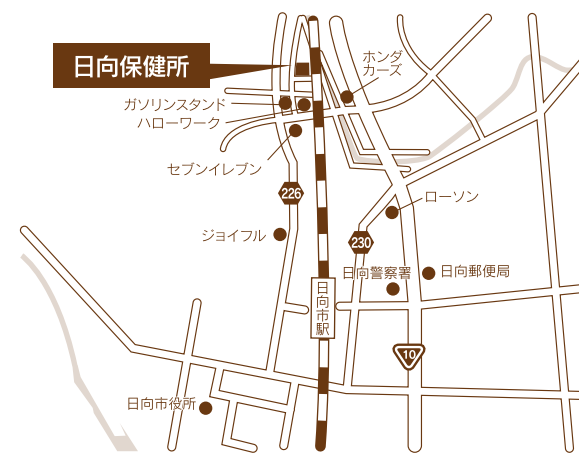 日向保健所
ホンダ
カーズ
ガソリンスタンド
ハローワーク
セブンイレブン
226
ローソン
ジョイフル
230
日向警察署
日向郵便局
日向市駅
10
日向市役所